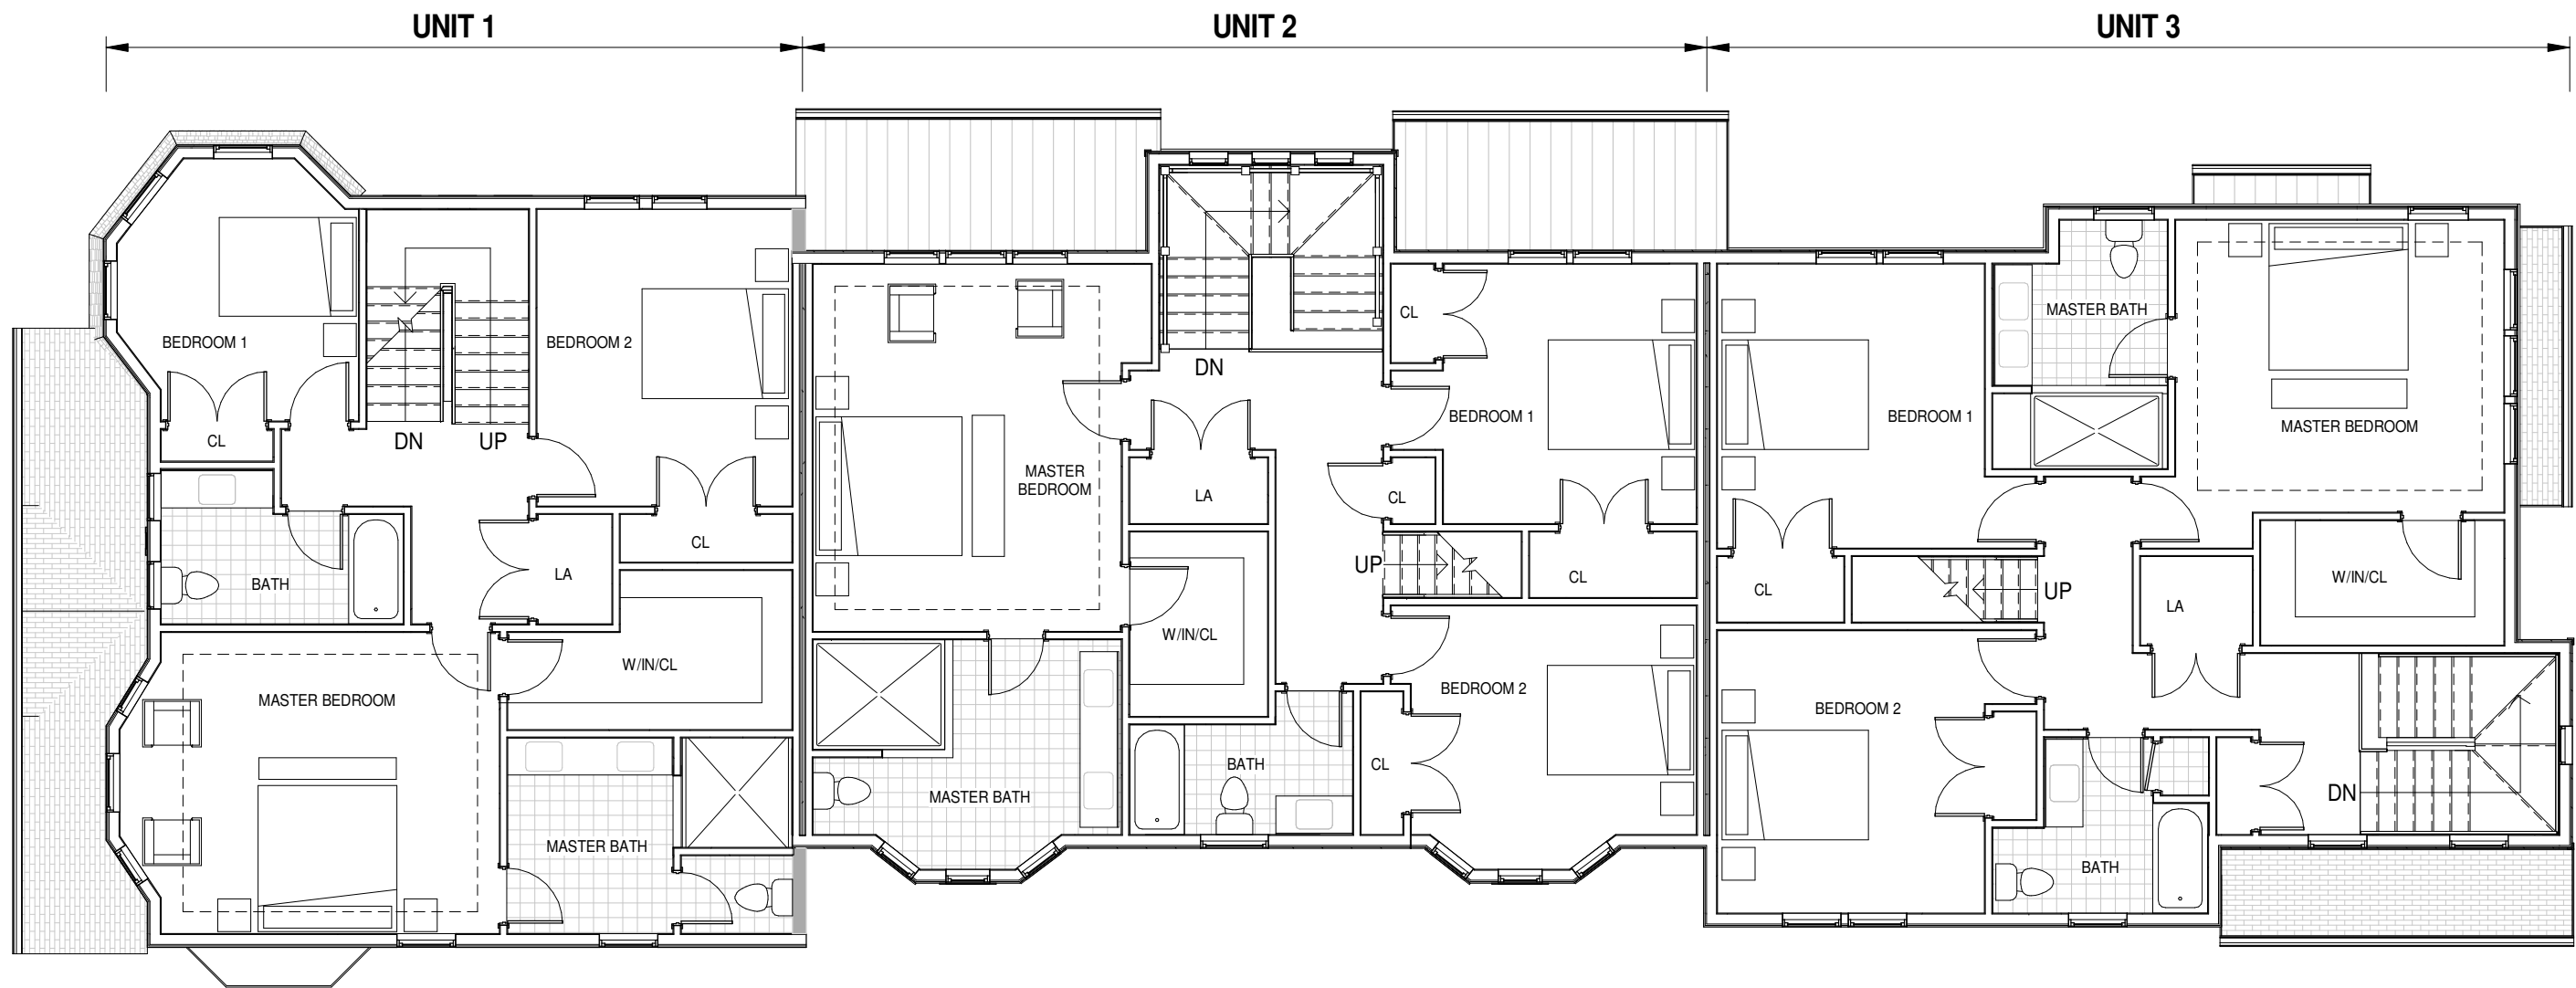 UNIT 1
UNIT 2
UNIT 3
BEDROOM 1
BEDROOM 2
CL
DN
UP
CL
LA
BATH
W/IN/CL
MASTER BEDROOM
MASTER BATH
DN
CL
BEDROOM 1
MASTER
BEDROOM
LA
CL
UP
CL
W/IN/CL
BEDROOM 2
CL
BATH
MASTER BATH
MASTER BATH
BEDROOM 1
MASTER BEDROOM
W/IN/CL
CL
UP
LA
BEDROOM 2
DN
BATH